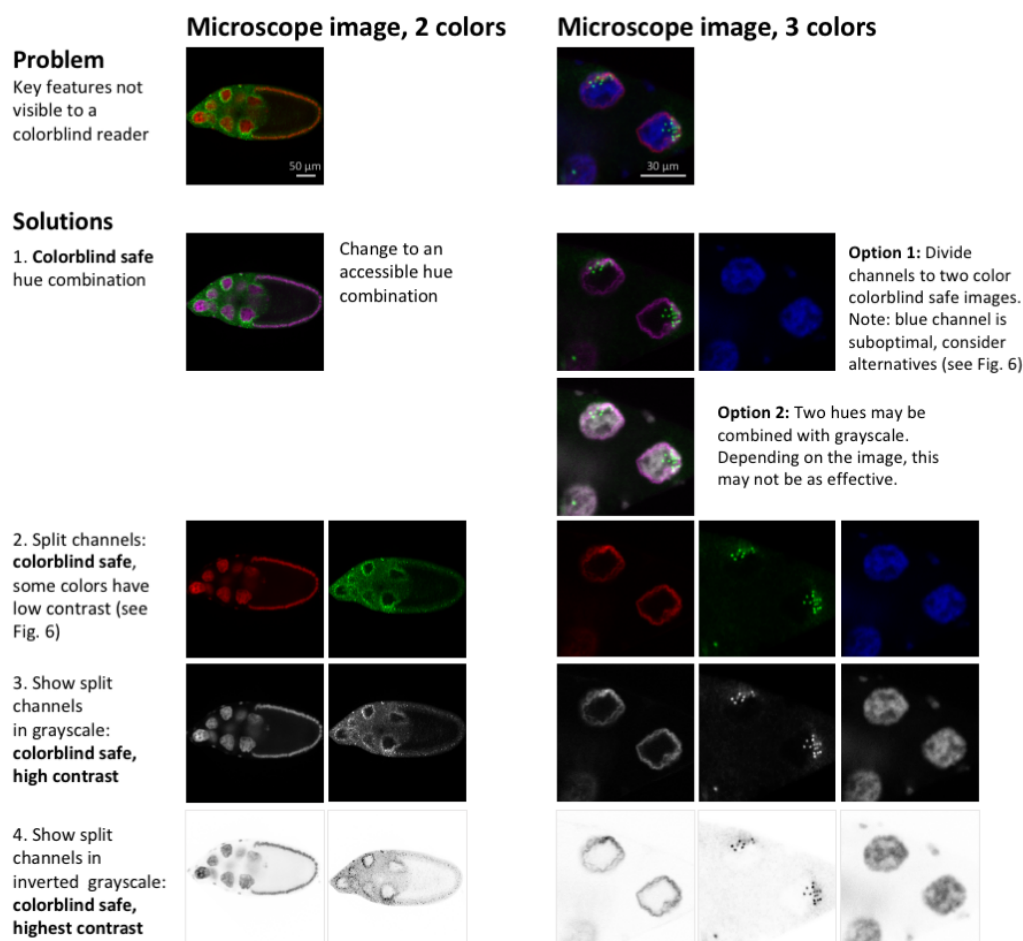 Microscope image, 2 colors
Microscope image, 3 colors
Problem
Key features not
visible to a
colorblind reader
50 µm
30 µm
Solutions
1. Colorblind safe
hue combination
Change to an
accessible hue
combination
Option 1: Divide
channels to two color
colorblind safe images.
Note: blue channel is
suboptimal, consider
alternatives (see Fig. 6)
Option 2: Two hues may be
combined with grayscale.
Depending on the image, this
may not be as effective.
2. Split channels:
colorblind safe,
some colors have
low contrast (see
Fig. 6)
3. Show split
channels
in grayscale:
colorblind safe,
high contrast
4. Show split
channels in
inverted grayscale:
colorblind safe,
highest contrast